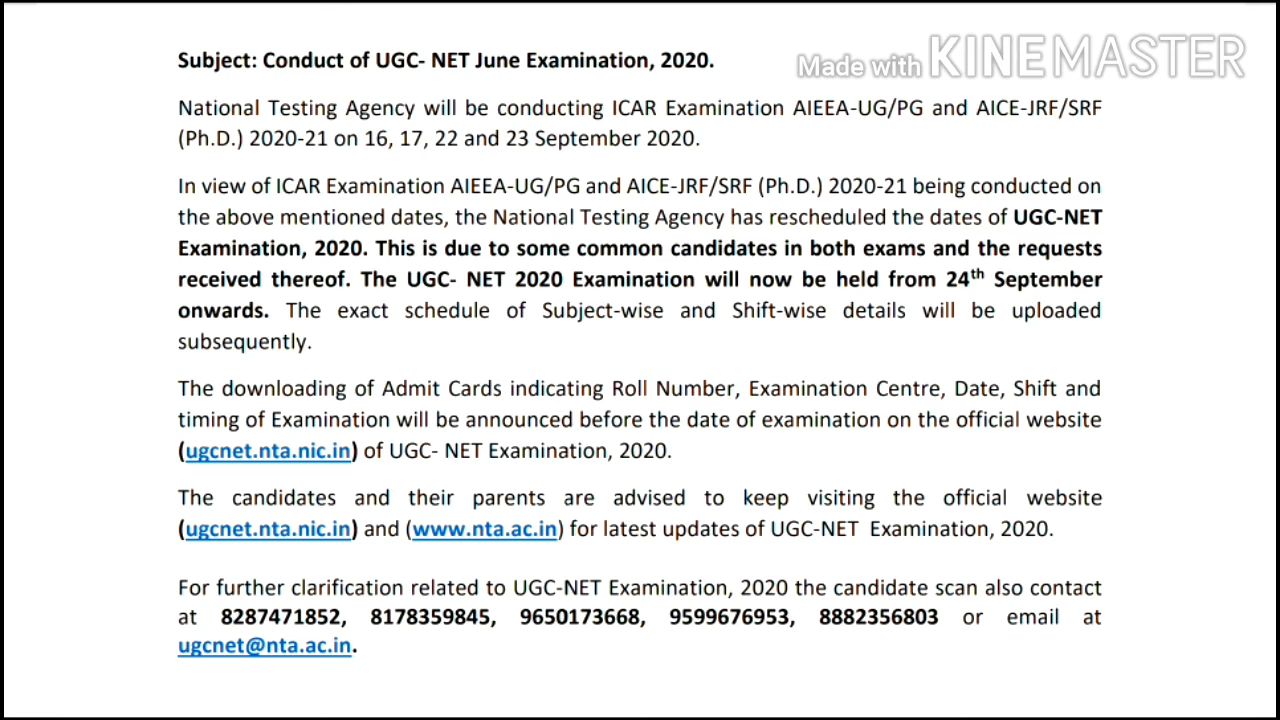 Subject: Conduct of UGC- NET June Examination, 2020.
Made with KINEMASTER
National Testing Agency will be conducting ICAR Examination AIEEA-UG/PG and AICE-JRF/SRF
(Ph.D.) 2020-21 on 16, 17, 22 and 23 September 2020.
In view of ICAR Examination AIEEA-UG/PG and AICE-JRF/SRF (Ph.D.) 2020-21 being conducted on
the above mentioned dates, the National Testing Agency has rescheduled the dates of UGC-NET
Examination, 2020. This is due to some common candidates in both exams and the requests
received thereof. The UGC- NET 2020 Examination will now be held from 24th September
onwards. The exact schedule of Subject-wise and Shift-wise details will be uploaded
subsequently.
The downloading of Admit Cards indicating Roll Number, Examination Centre, Date, Shift and
timing of Examination will be announced before the date of examination on the official website
(ugcnet.nta.nic.in) of UGC- NET Examination, 2020.
The candidates and their parents are advised to keep visiting the official website
(ugcnet.nta.nic.in) and (www.nta.ac.in) for latest updates of UGC-NET Examination, 2020.
For further clarification related to UGC-NET Examination, 2020 the candidate scan also contact
at 8287471852, 8178359845, 9650173668, 9599676953, 8882356803 or email at
ugcnet@nta.ac.in.